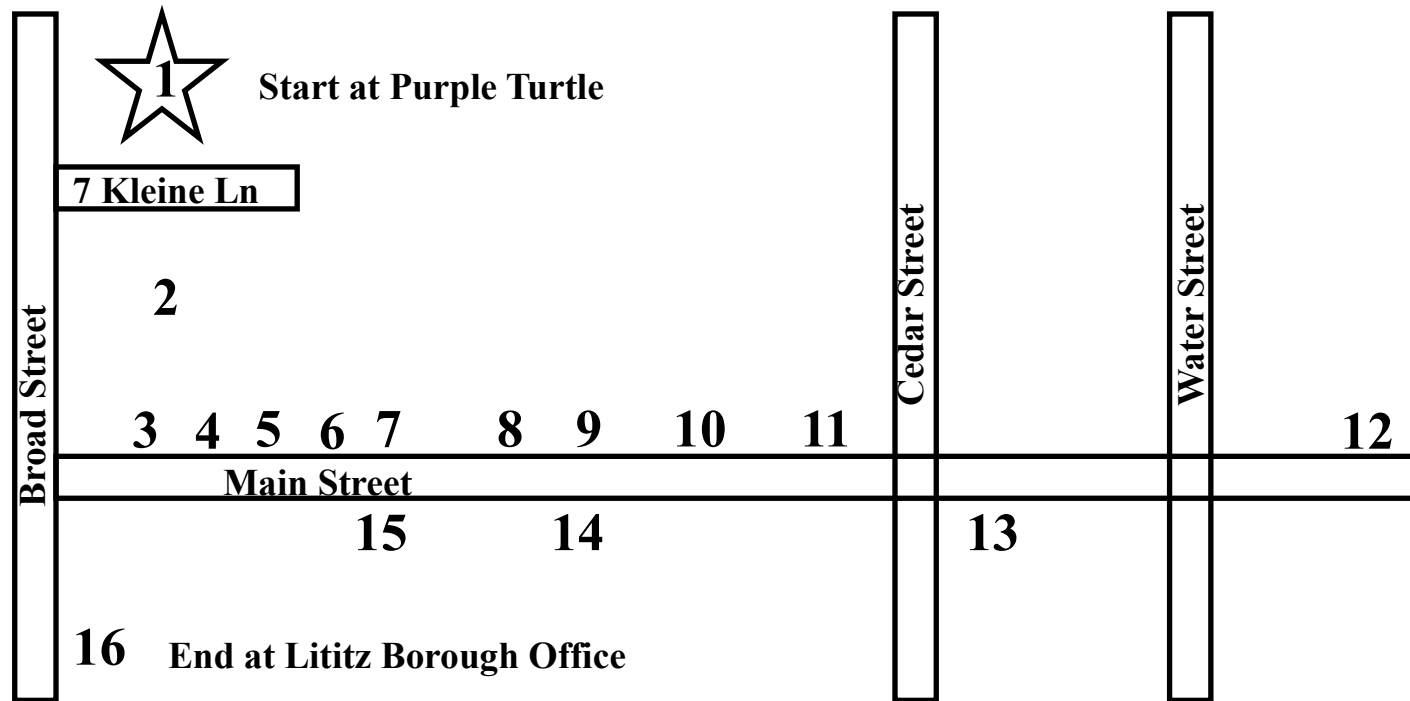 1
Start at Purple Turtle
7 Kleine Ln
2
Broad Street
Cedar Street
Water Street
3 4 5 6 7 8 9 10 11 12
Main Street
15 14 13
16 End at Lititz Borough Office